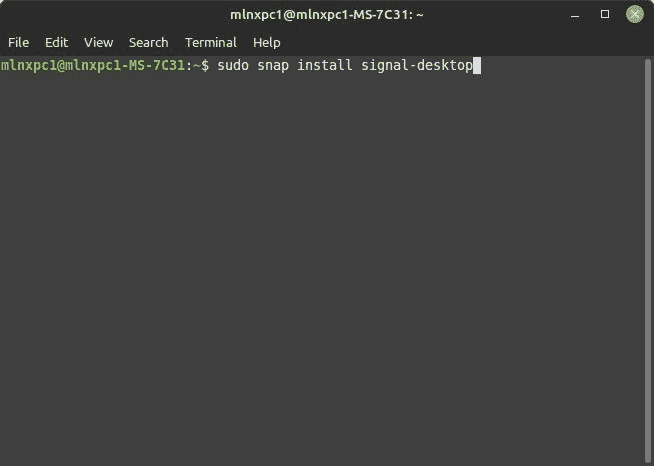 mlnxpc1@mlnxpc1-MS-7C31: ~
File Edit View Search Terminal Help
mlnxpc1@mlnxpc1-MS-7C31:~$ sudo snap install signal-desktop